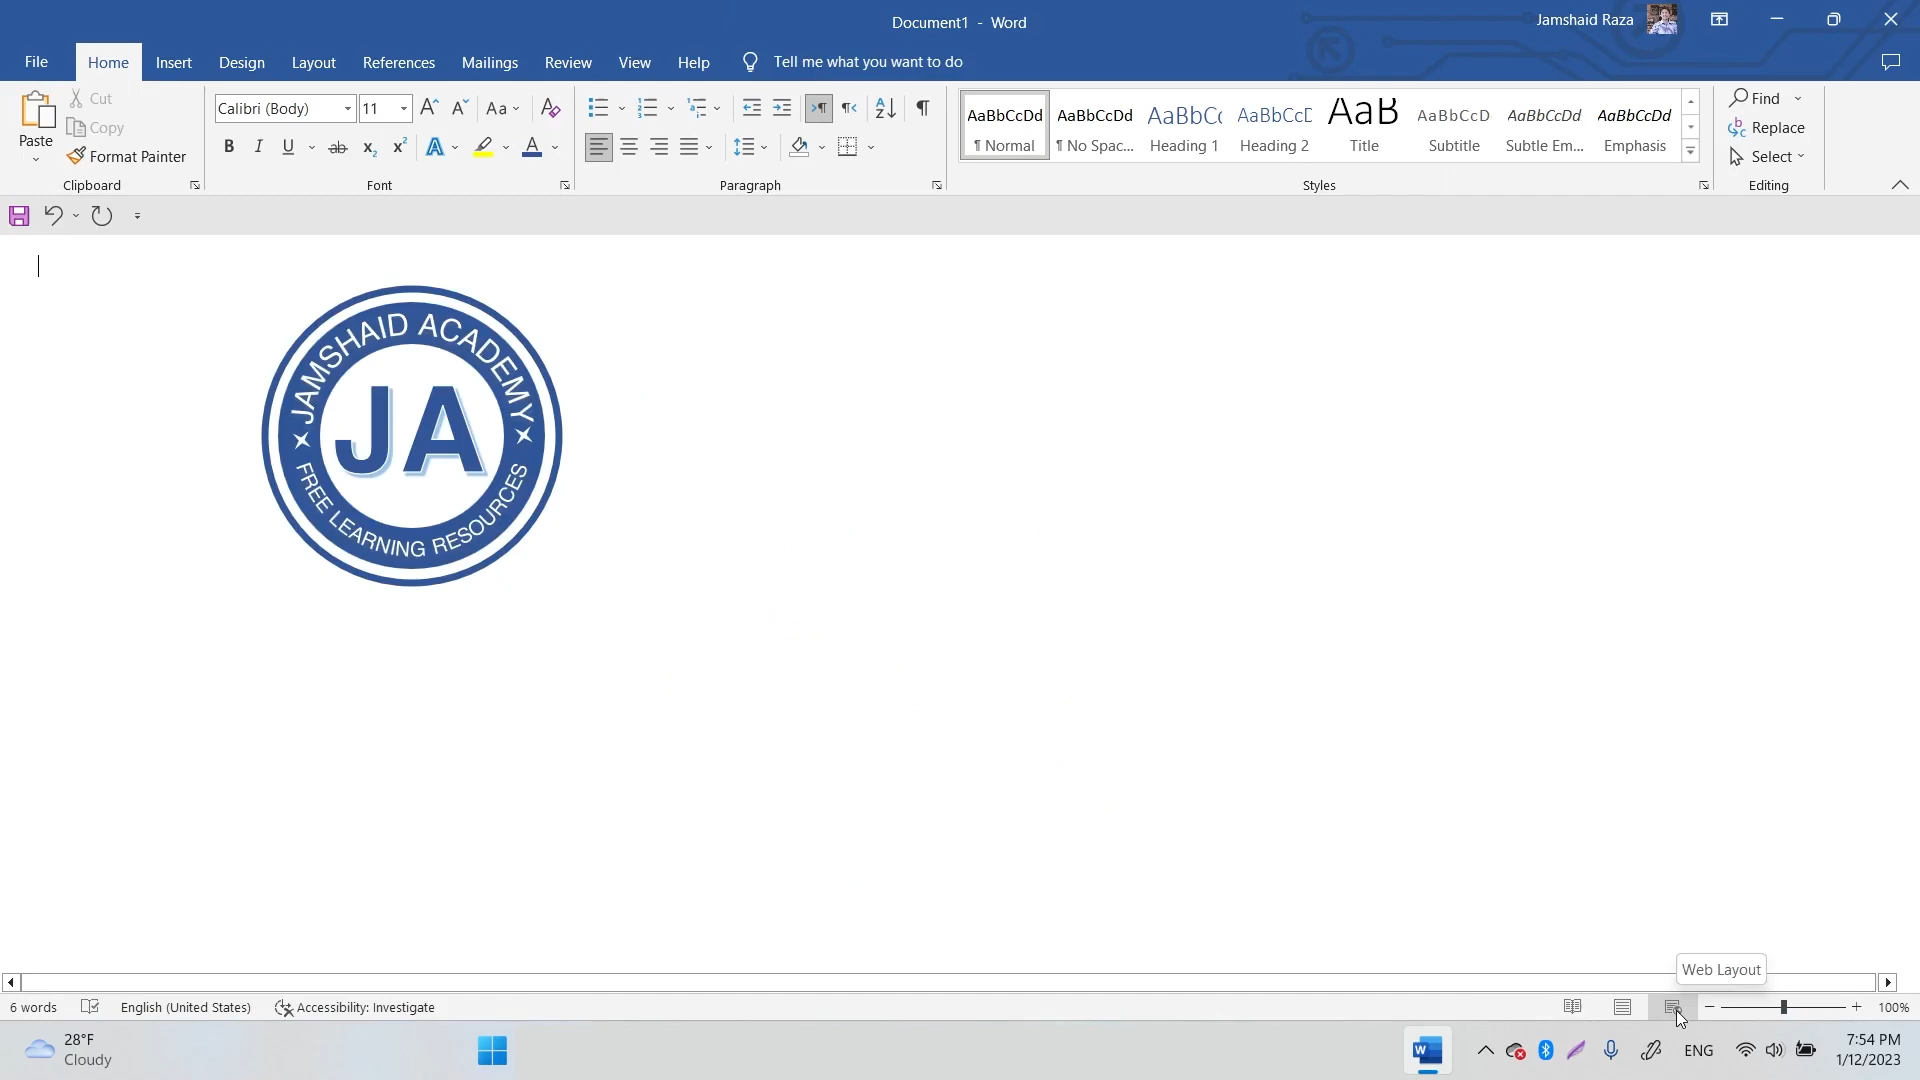 Document1 - Word
Jamshaid Raza
File Home Insert Design Layout References Mailings Review View Help Tell me what you want to do
Paste
Cut
Copy
Format Painter
Clipboard
Calibri (Body) 11
Aa
B I U ab x₂ x² A A
Font
Paragraph
AaBbCcDd AaBbCcDd AaBbCc AaBbCcD AaB AaBbCcD AaBbCcDd AaBbCcDd
¶ Normal ¶ No Spac... Heading 1 Heading 2 Title Subtitle Subtle Em... Emphasis
Styles
Find
Replace
Select
Editing
JAMSHAID ACADEMY
JA
FREE LEARNING RESOURCES
Web Layout
6 words English (United States) Accessibility: Investigate 100%
28°F
Cloudy
ENG
7:54 PM
1/12/2023